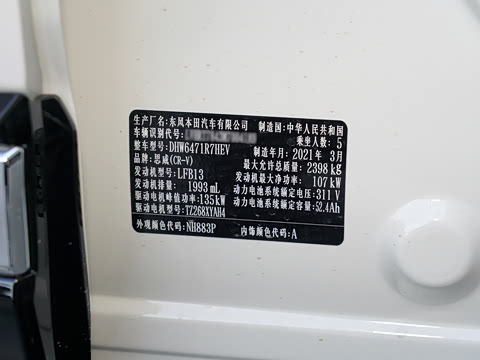 生产厂名:东风本田汽车有限公司 制造国:中华人民共和国
车辆识别代号: 乘坐人数: 5
整车型号:DHW6471R7HEV 制造年月:2021年 3月
品牌:思威(CR-V) 最大允许总质量:2398kg
发动机型号:LFB13 发动机最大净功率: 107kW
发动机排量: 1993mL 动力电池系统额定电压:311V
驱动电机峰值功率:135kW 动力电池系统额定容量:52.4Ah
驱动电机型号:TZ268XYAH4
外观颜色代码:NH883P 内饰颜色代码:A